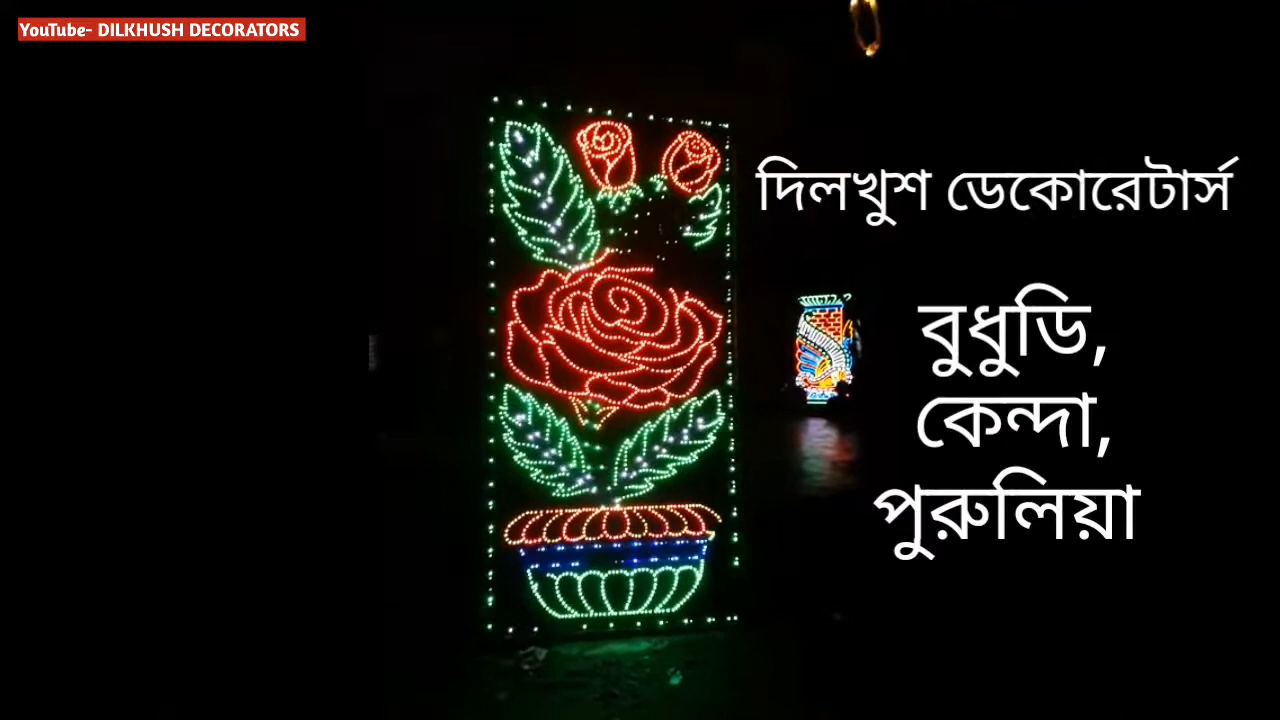 YouTube- DILKHUSH DECORATORS
দিলখুশ ডেকোরেটার্স
বুধুডি,
কেন্দা,
পুরুলিয়া